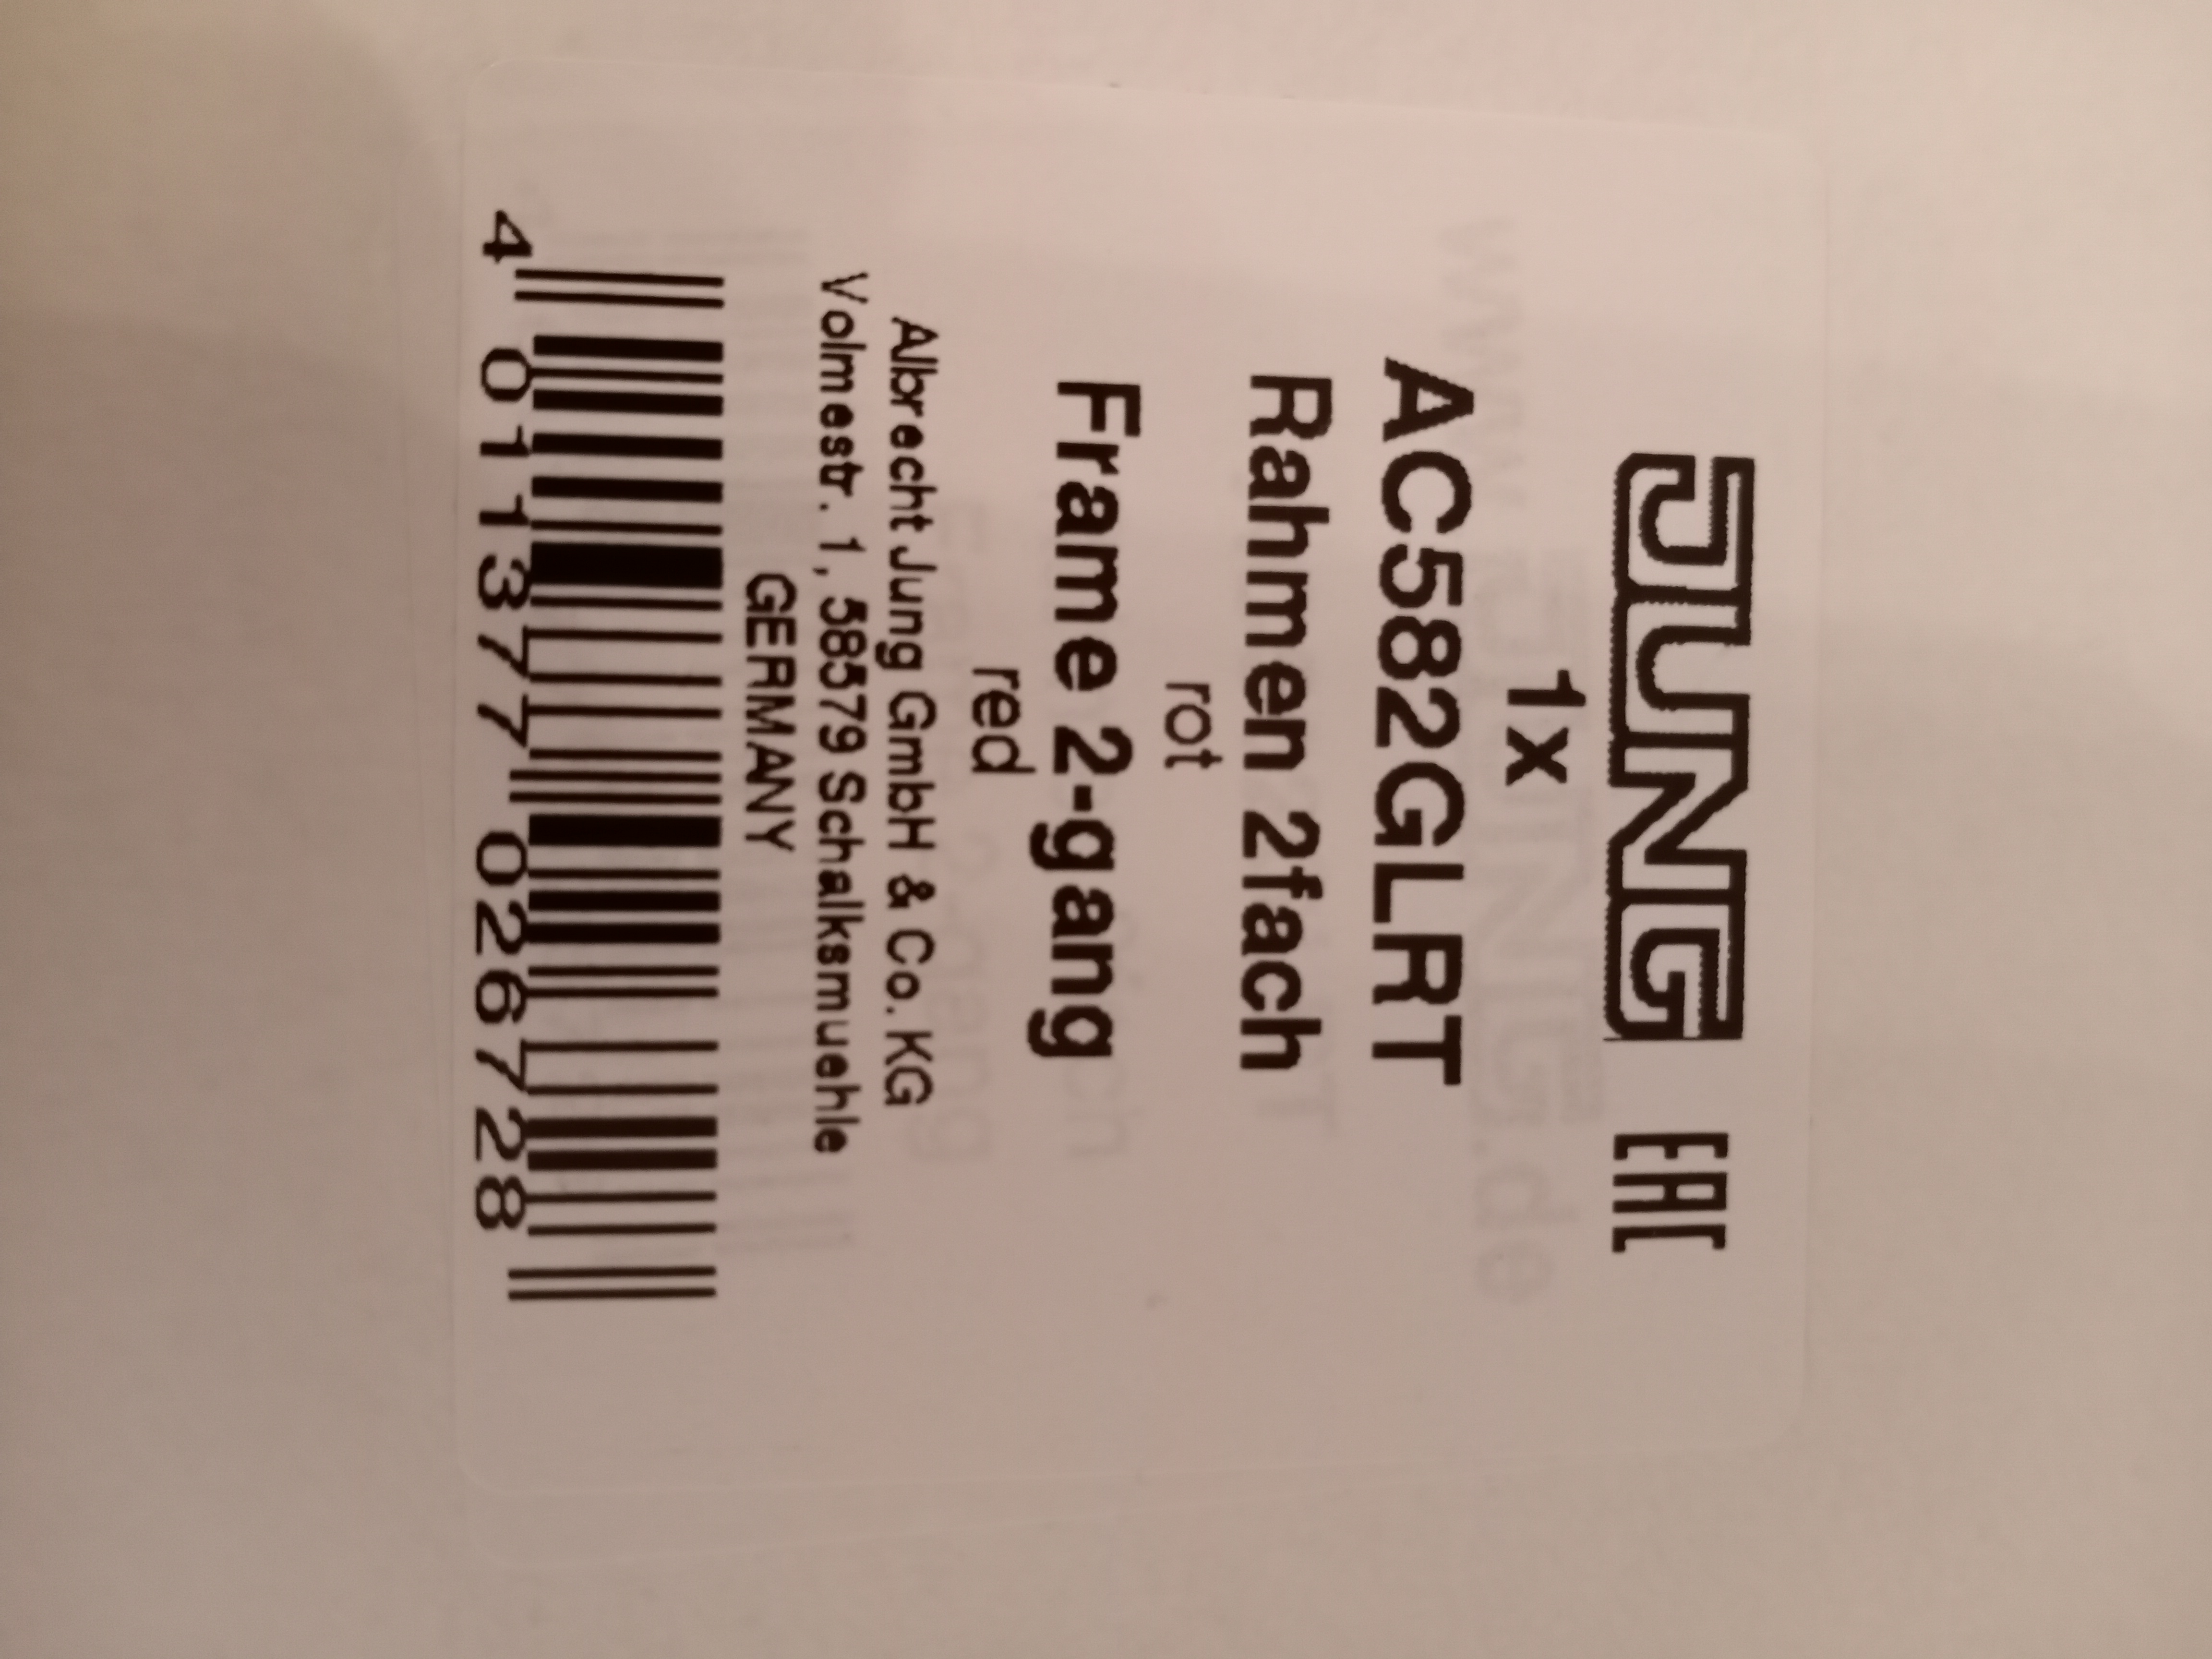 JUNG EAC
1x
AC582GLRT
Rahmen 2fach
rot
Frame 2-gang
red
Albrecht Jung GmbH & Co. KG
Volmestr. 1, 58579 Schalksmuehle
GERMANY
4 011377 026728